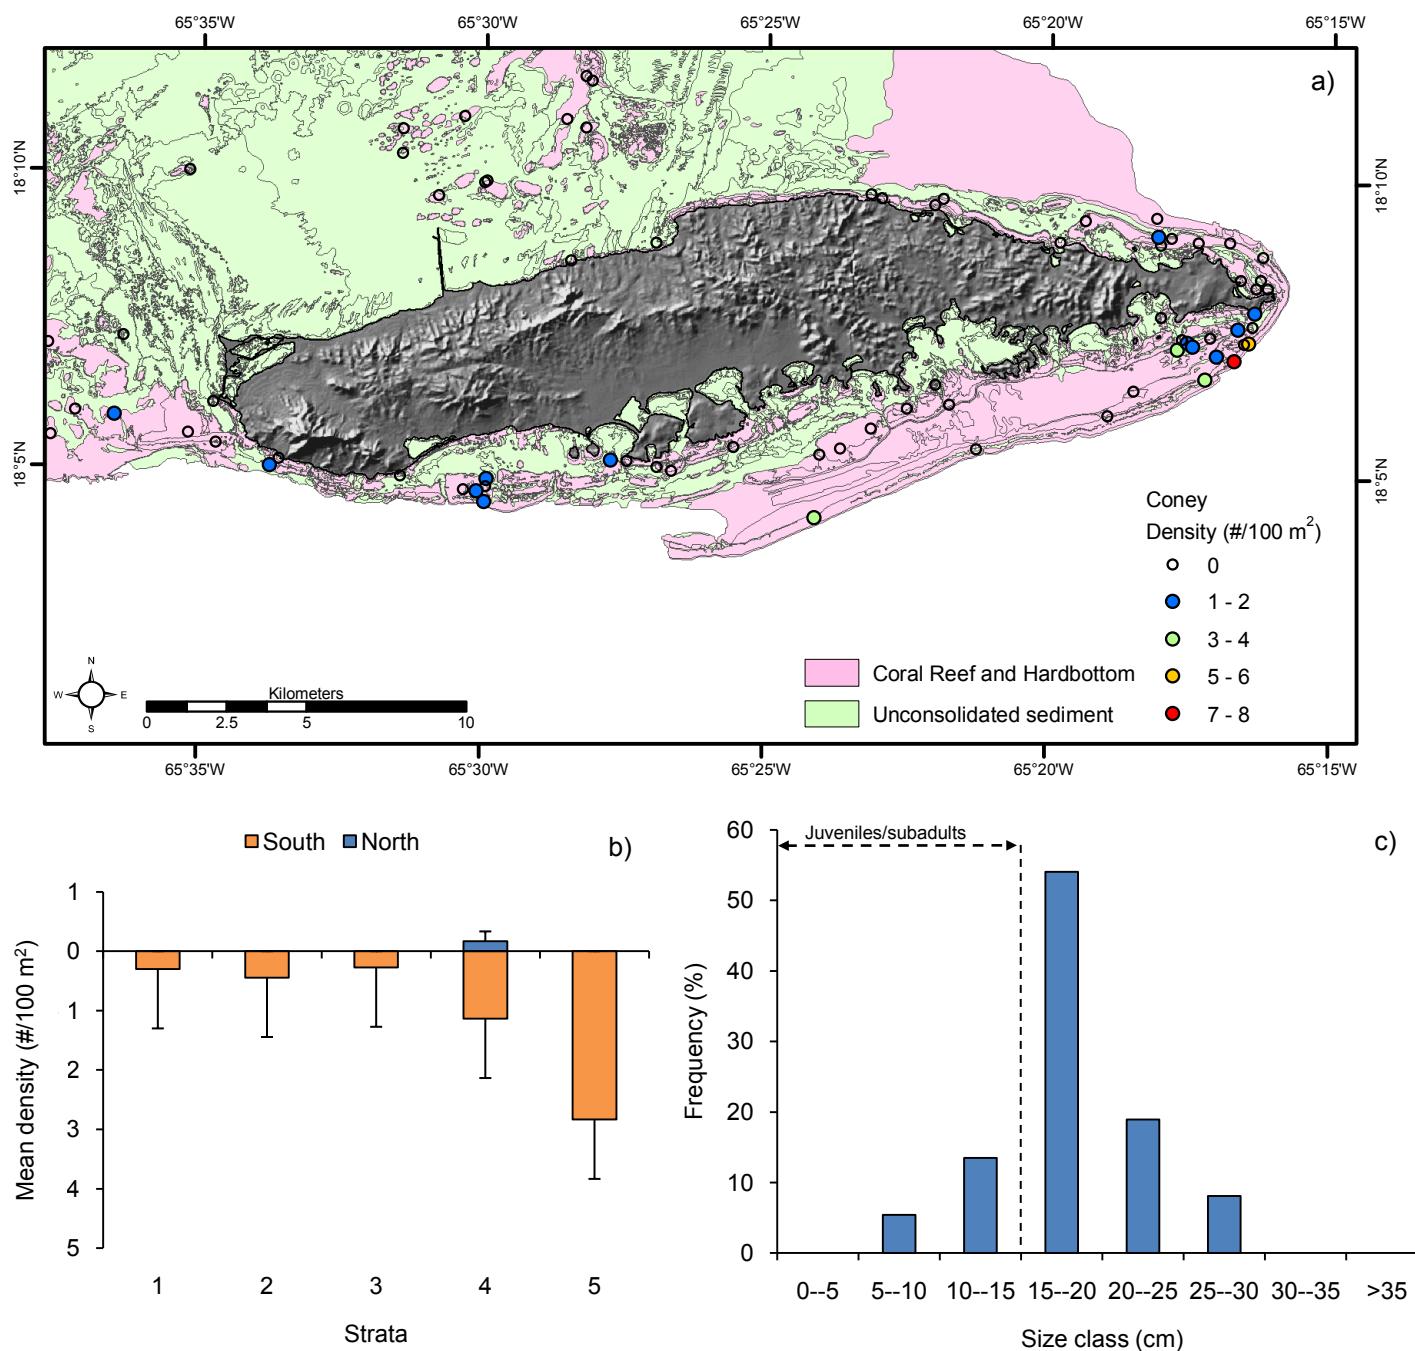 65°35'W 65°30'W 65°25'W 65°20'W 65°15'W
a)
18°10'N 18°10'N
18°5'N 18°5'N
Coney
Density (#/100 m²)
0
1 - 2
3 - 4
5 - 6
7 - 8
Coral Reef and Hardbottom
Unconsolidated sediment
N
W E
S
Kilometers
0 2.5 5 10
65°35'W 65°30'W 65°25'W 65°20'W 65°15'W
South North
b)
Mean density (#/100 m²)
1
0
1
2
3
4
5
1 2 3 4 5
Strata
c)
Juveniles/subadults
Frequency (%)
60
50
40
30
20
10
0
0--5 5--10 10--15 15--20 20--25 25--30 30--35 >35
Size class (cm)